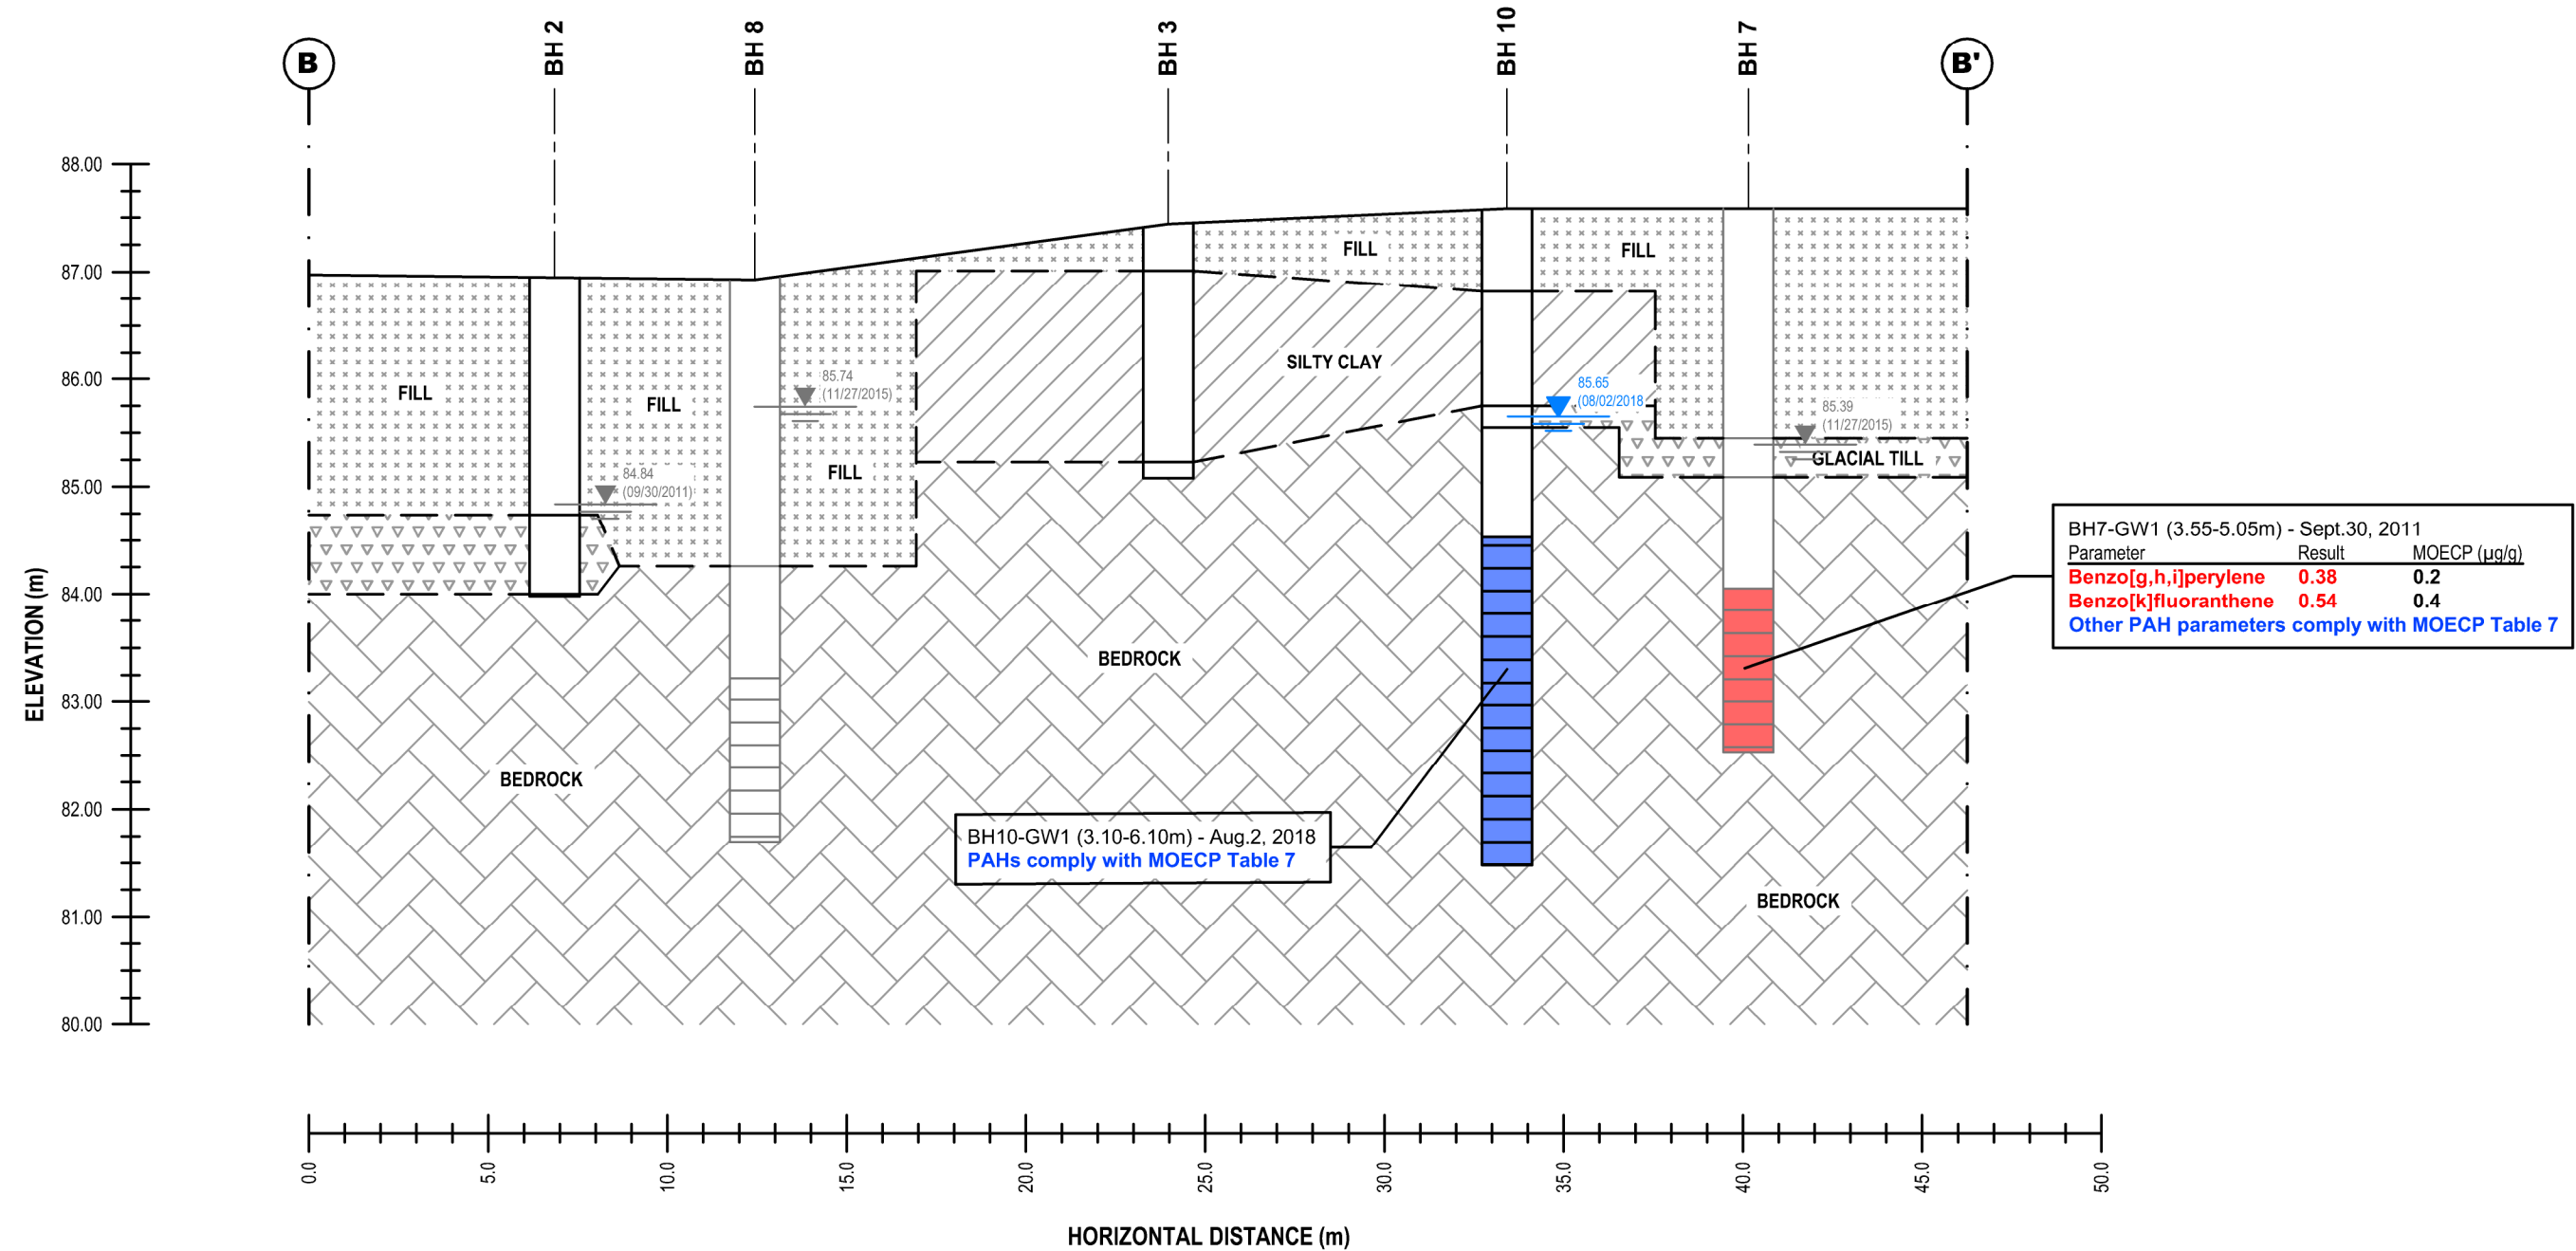 B
BH 2
BH 8
BH 3
BH 10
BH 7
B'
88.00
87.00
86.00
85.00
84.00
83.00
82.00
81.00
80.00
ELEVATION (m)
FILL
FILL
FILL
FILL
FILL
SILTY CLAY
GLACIAL TILL
BEDROCK
BEDROCK
BEDROCK
84.84
(09/30/2011)
85.74
(11/27/2015)
85.65
(08/02/2018
85.39
(11/27/2015)
BH7-GW1 (3.55-5.05m) - Sept.30, 2011
Parameter Result MOECP (µg/g)
Benzo[g,h,i]perylene 0.38 0.2
Benzo[k]fluoranthene 0.54 0.4
Other PAH parameters comply with MOECP Table 7
BH10-GW1 (3.10-6.10m) - Aug.2, 2018
PAHs comply with MOECP Table 7
0.0
5.0
10.0
15.0
20.0
25.0
30.0
35.0
40.0
45.0
50.0
HORIZONTAL DISTANCE (m)